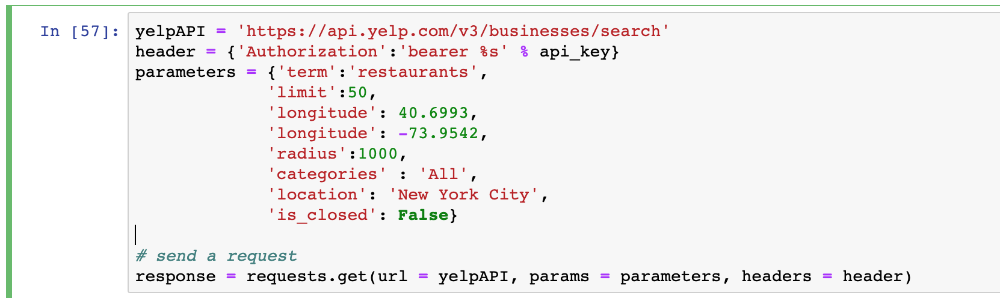 In [57]: yelpAPI = 'https://api.yelp.com/v3/businesses/search'
header = {'Authorization':'bearer %s' % api_key}
parameters = {'term':'restaurants',
'limit':50,
'longitude': 40.6993,
'longitude': -73.9542,
'radius':1000,
'categories' : 'All',
'location': 'New York City',
'is_closed': False}
# send a request
response = requests.get(url = yelpAPI, params = parameters, headers = header)